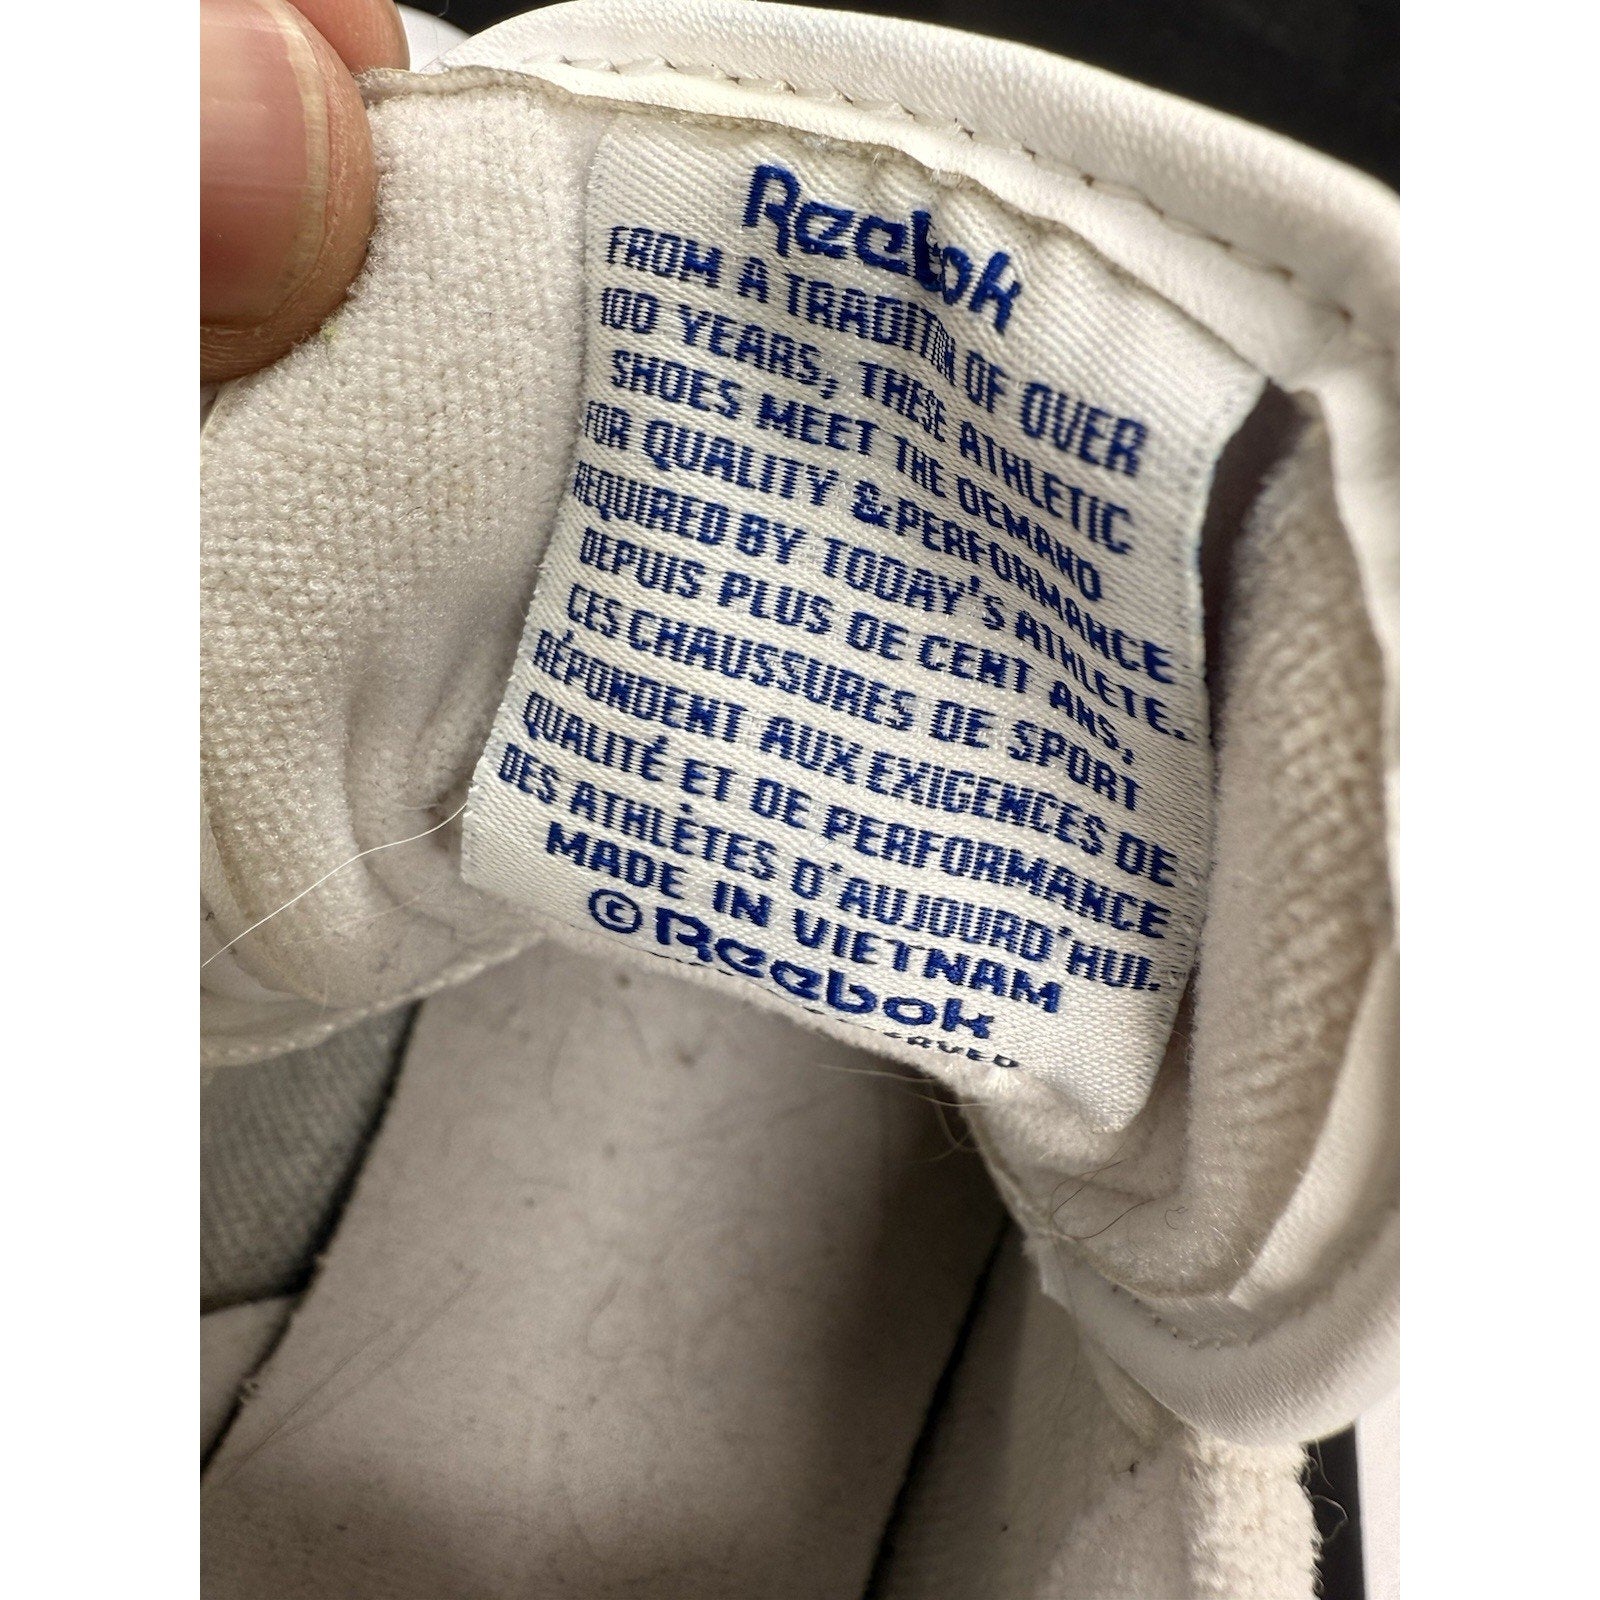 Reebok
FROM A TRADITION OF OVER
100 YEARS, THESE ATHLETIC
SHOES MEET THE DEMAND
FOR QUALITY & PERFORMANCE
REQUIRED BY TODAY'S ATHLETE.
DEPUIS PLUS DE CENT ANS,
CES CHAUSSURES DE SPORT
RÉPONDENT AUX EXIGENCES DE
QUALITÉ ET DE PERFORMANCE
DES ATHLÈTES D'AUJOURD'HUI.
MADE IN VIETNAM
© Reebok